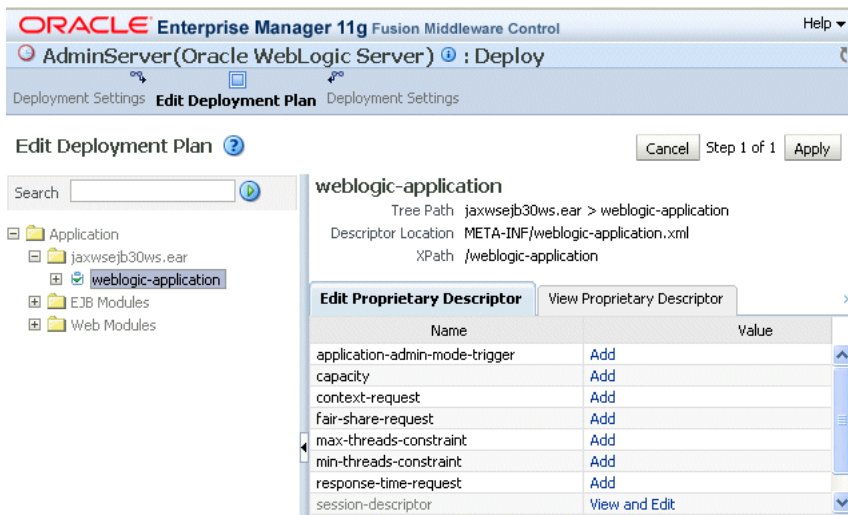 ORACLE Enterprise Manager 11g Fusion Middleware Control
Help
AdminServer(Oracle WebLogic Server) : Deploy
Deployment Settings Edit Deployment Plan Deployment Settings
Edit Deployment Plan
Cancel Step 1 of 1 Apply
Search
Application
jaxwsejb30ws.ear
weblogic-application
EJB Modules
Web Modules
weblogic-application
Tree Path jaxwsejb30ws.ear > weblogic-application
Descriptor Location META-INF/weblogic-application.xml
XPath /weblogic-application
Edit Proprietary Descriptor View Proprietary Descriptor
Name Value
application-admin-mode-trigger Add
capacity Add
context-request Add
fair-share-request Add
max-threads-constraint Add
min-threads-constraint Add
response-time-request Add
session-descriptor View and Edit